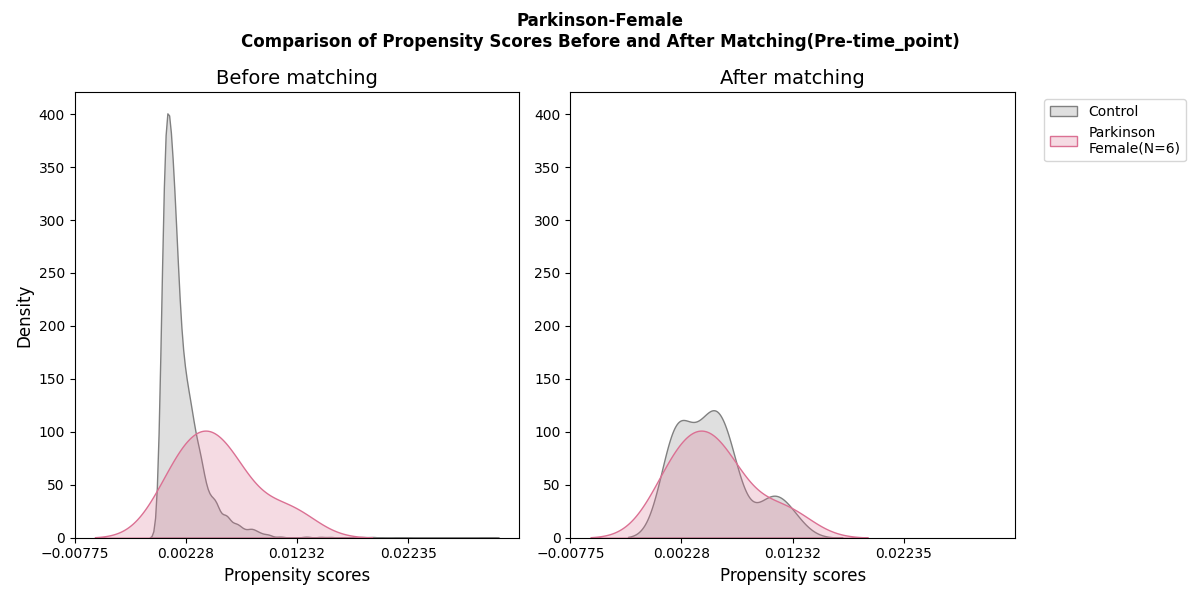 Parkinson-Female
Comparison of Propensity Scores Before and After Matching(Pre-time_point)
Before matching
After matching
400
350
300
250
200
150
100
50
0
Density
−0.00775
0.00228
0.01232
0.02235
Propensity scores
400
350
300
250
200
150
100
50
0
−0.00775
0.00228
0.01232
0.02235
Propensity scores
Control
Parkinson
Female(N=6)